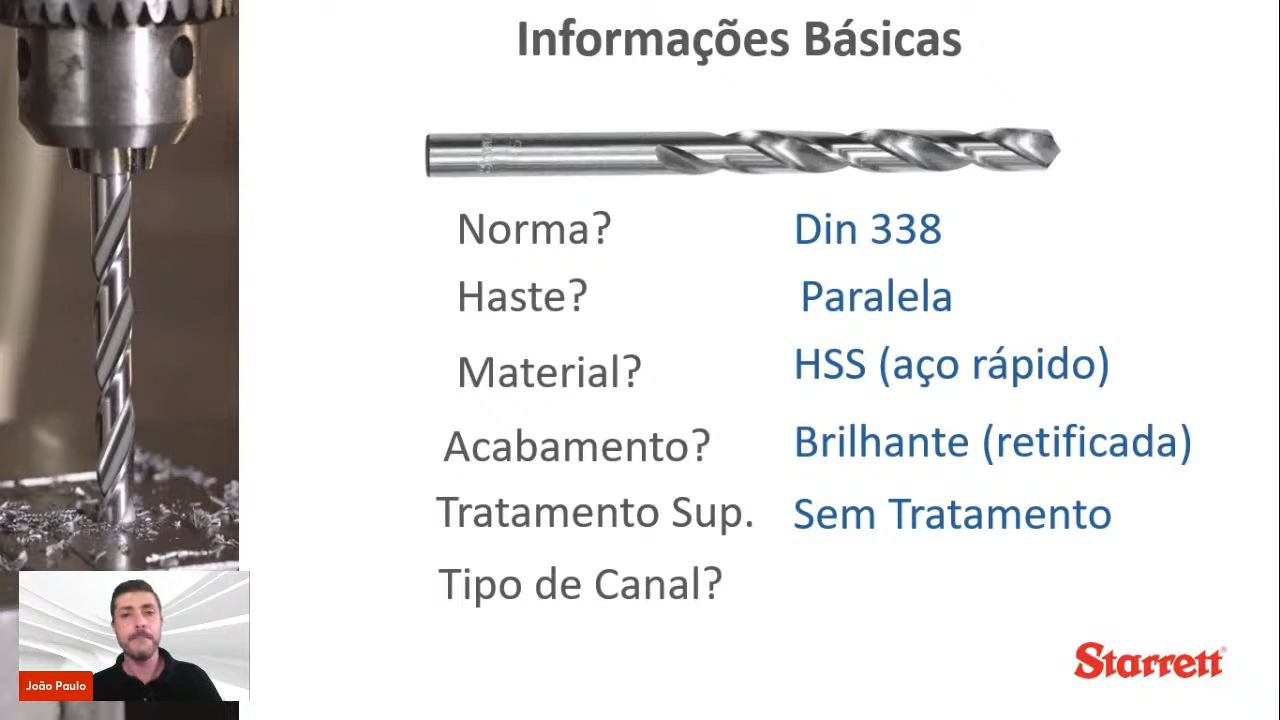 Informações Básicas
Norma? Din 338
Haste? Paralela
Material? HSS (aço rápido)
Acabamento? Brilhante (retificada)
Tratamento Sup. Sem Tratamento
Tipo de Canal?
João Paulo
Starrett®